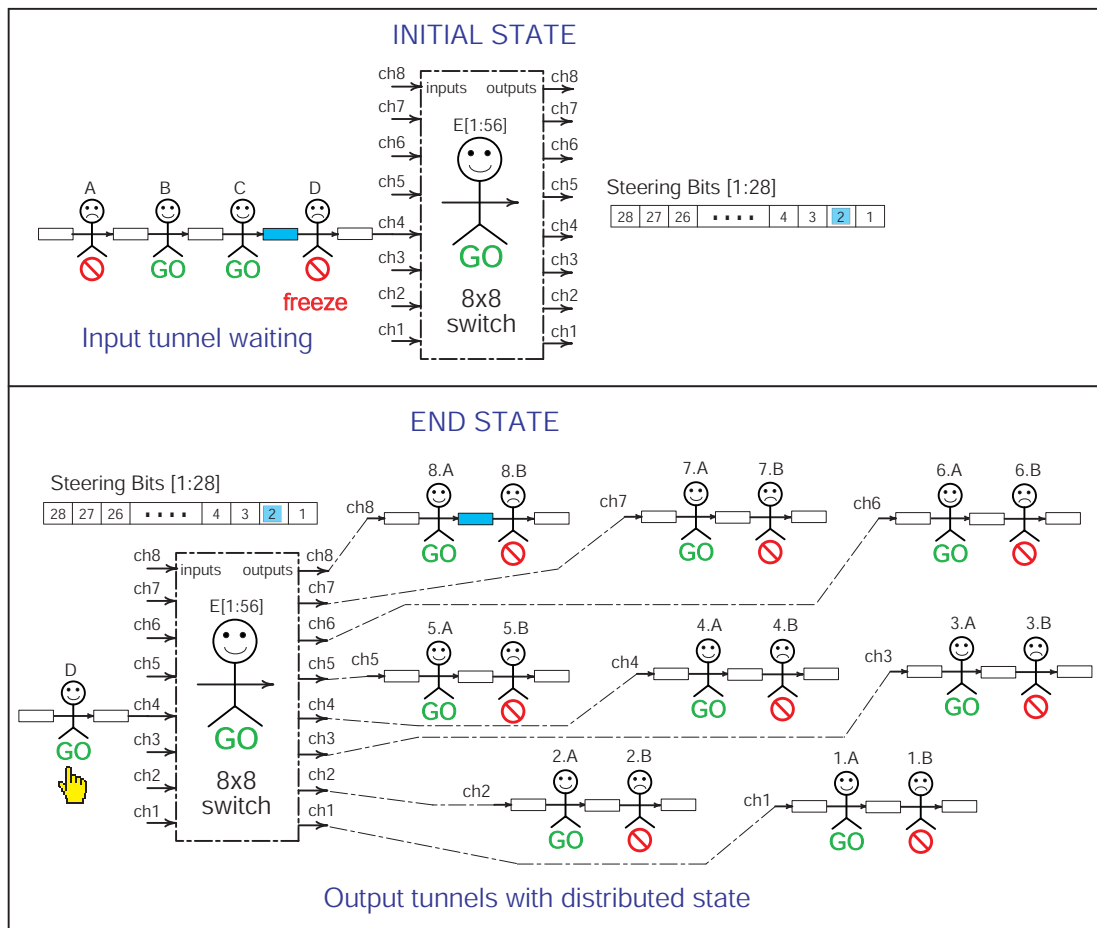 INITIAL STATE
ch8 ch8
inputs outputs
ch7 ch7
E[1:56]
ch6 ch6
A B C D
ch5 ch5
Steering Bits [1:28]
28 27 26 .... 4 3 2 1
ch4 ch4
GO GO GO
ch3 ch3
freeze
ch2 ch2
8x8
switch
Input tunnel waiting
ch1 ch1
END STATE
Steering Bits [1:28]
28 27 26 .... 4 3 2 1
8.A 8.B
ch8
GO
7.A 7.B
ch7
GO
6.A 6.B
ch6
GO
ch8 ch8
inputs outputs
ch7 ch7
E[1:56]
ch6 ch6
ch5 ch5
D
ch4 ch4
GO GO
ch3 ch3
ch2 ch2
8x8
switch
ch1 ch1
5.A 5.B
ch5
GO
4.A 4.B
ch4
GO
3.A 3.B
ch3
GO
2.A 2.B
ch2
GO
1.A 1.B
ch1
GO
Output tunnels with distributed state